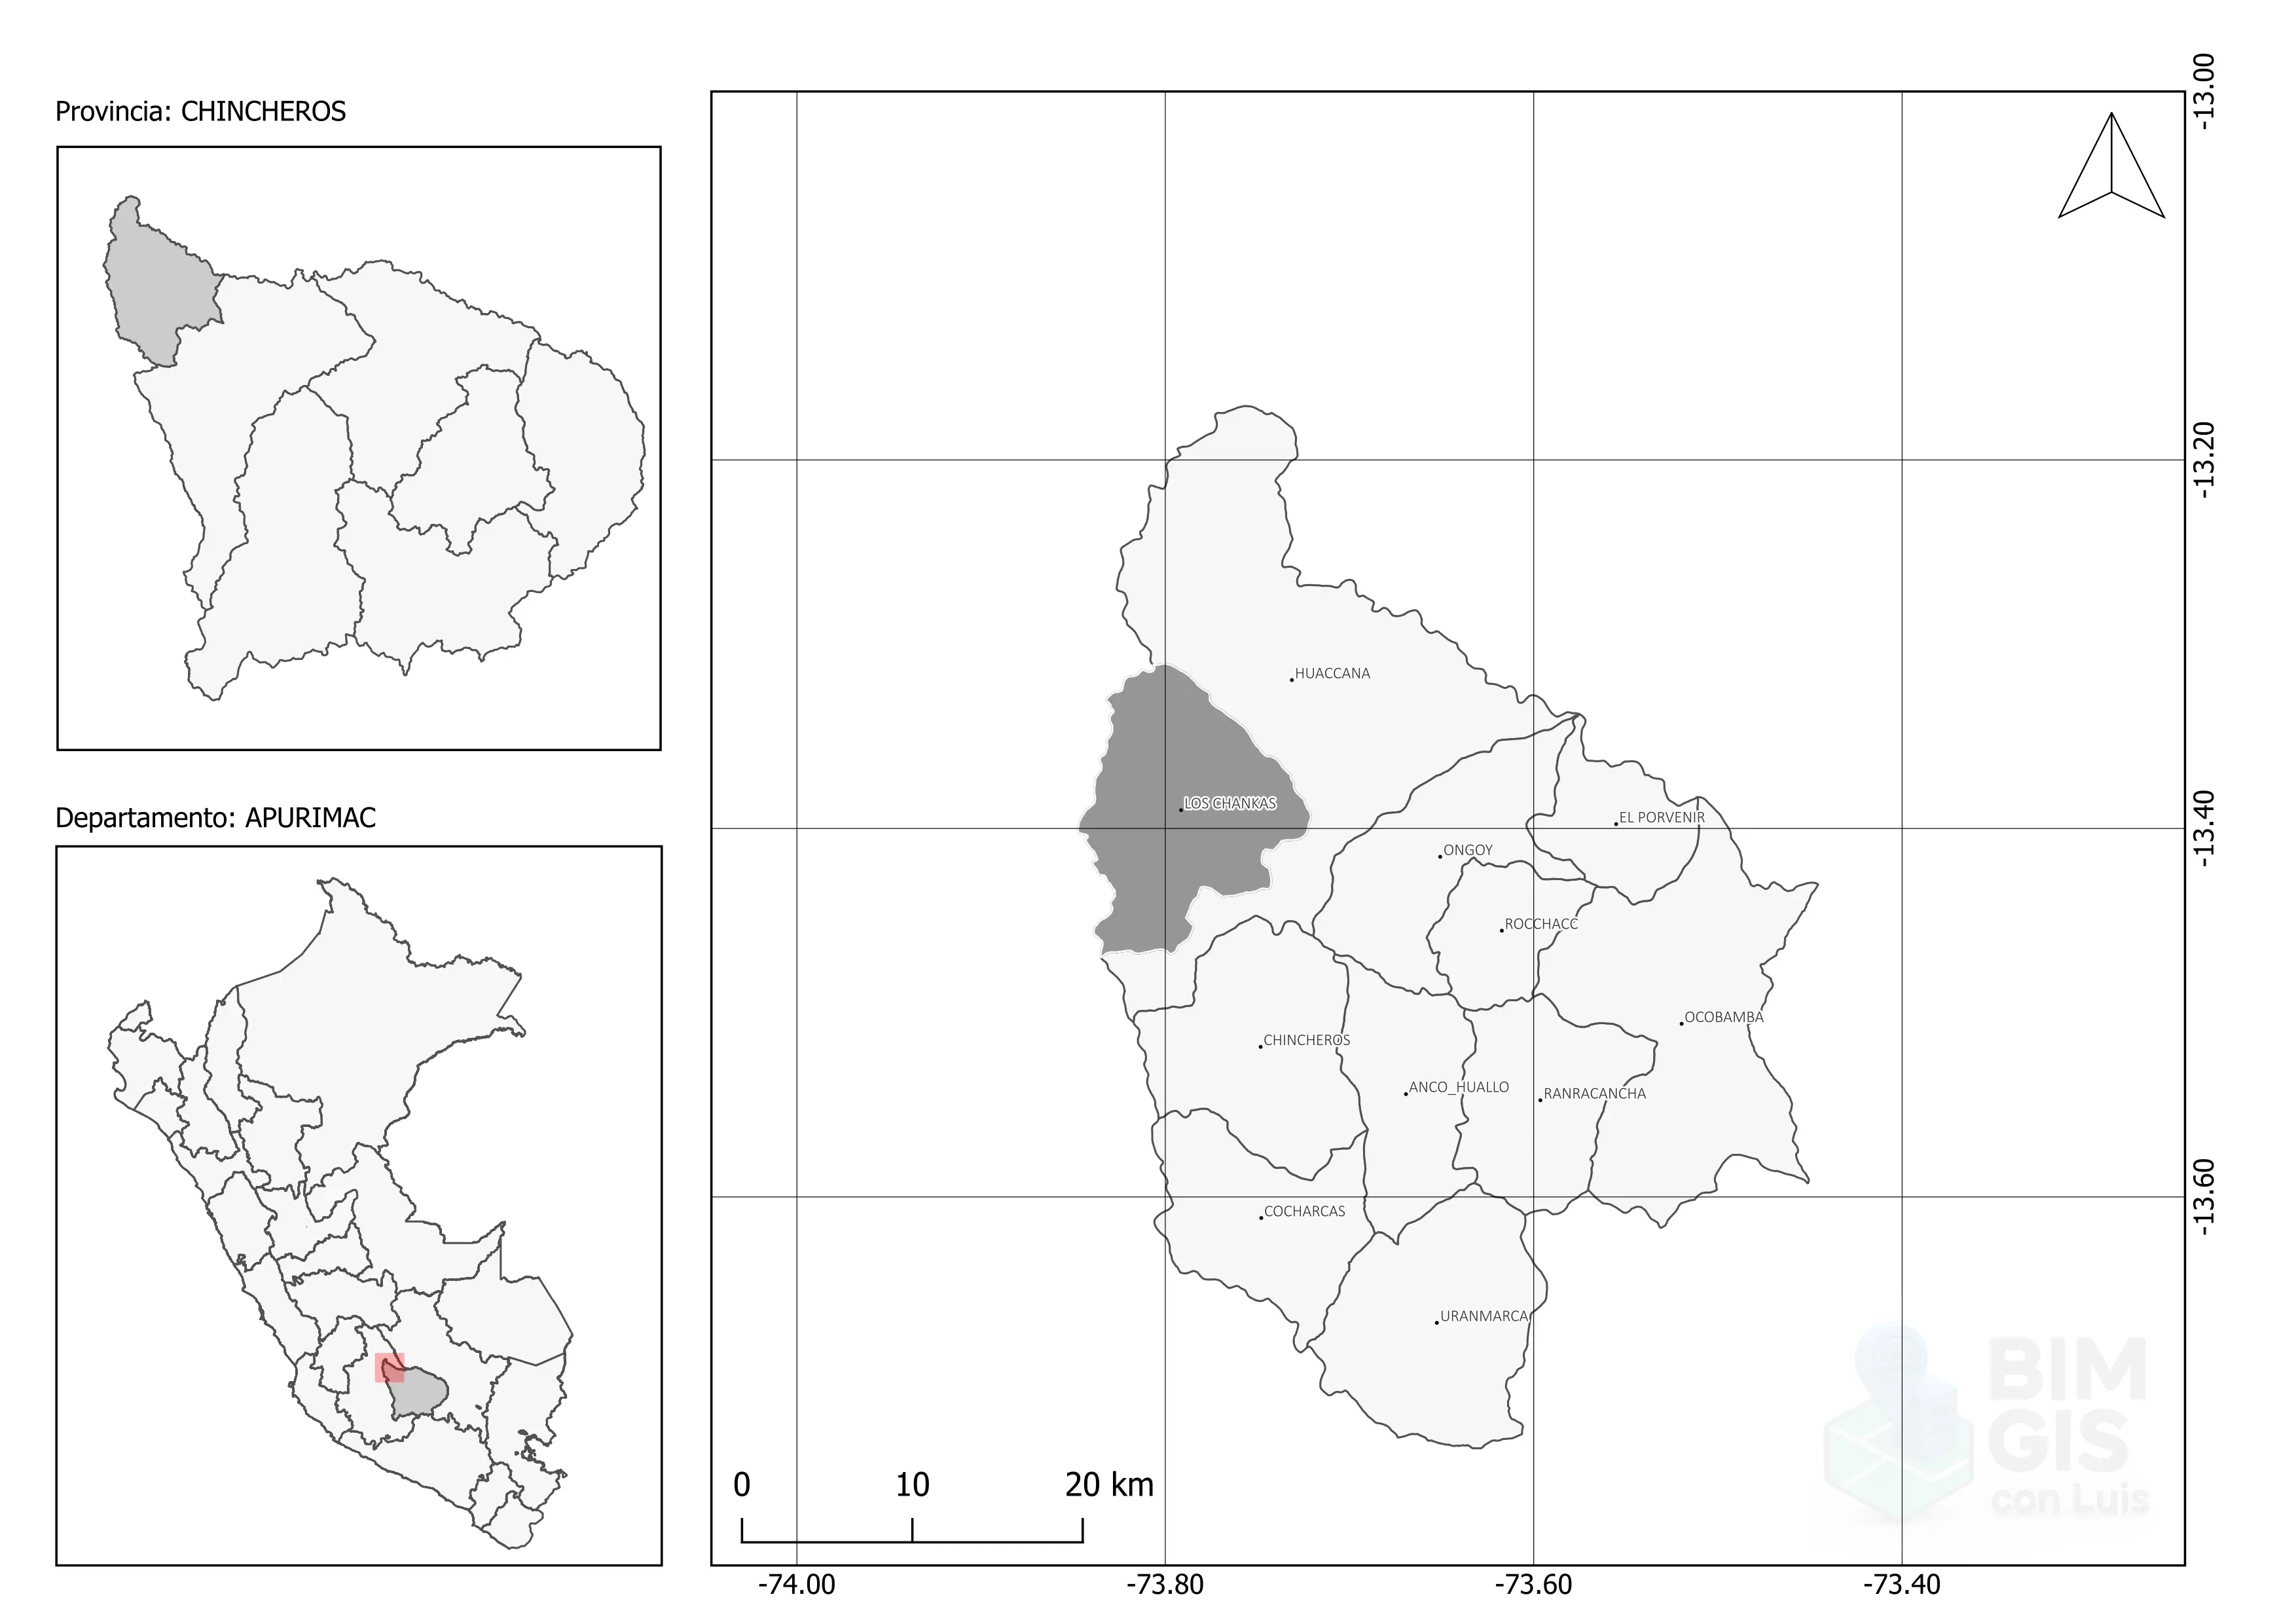 Provincia: CHINCHEROS
Departamento: APURIMAC
HUACCANA
LOS CHANKAS
EL PORVENIR
ONGOY
ROCCHACC
OCOBAMBA
CHINCHEROS
ANCO_HUALLO
RANRACANCHA
COCHARCAS
URANMARCA
0 10 20 km
-74.00 -73.80 -73.60 -73.40
-13.00
-13.20
-13.40
-13.60
BIM
GIS
con Luis